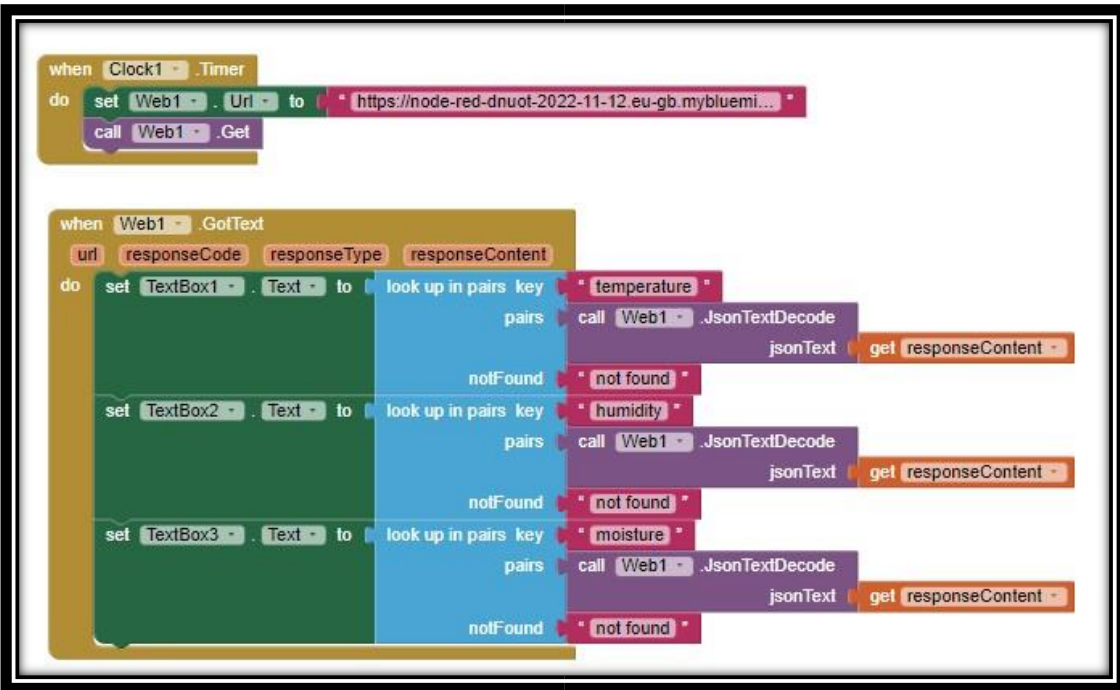 when Clock1 .Timer
do set Web1 . Url to " https://node-red-dnuot-2022-11-12.eu-gb.mybluemi... "
call Web1 .Get
when Web1 .GotText
url responseCode responseType responseContent
do set TextBox1 . Text to look up in pairs key " temperature "
pairs call Web1 .JsonTextDecode
jsonText get responseContent
notFound " not found "
set TextBox2 . Text to look up in pairs key " humidity "
pairs call Web1 .JsonTextDecode
jsonText get responseContent
notFound " not found "
set TextBox3 . Text to look up in pairs key " moisture "
pairs call Web1 .JsonTextDecode
jsonText get responseContent
notFound " not found "